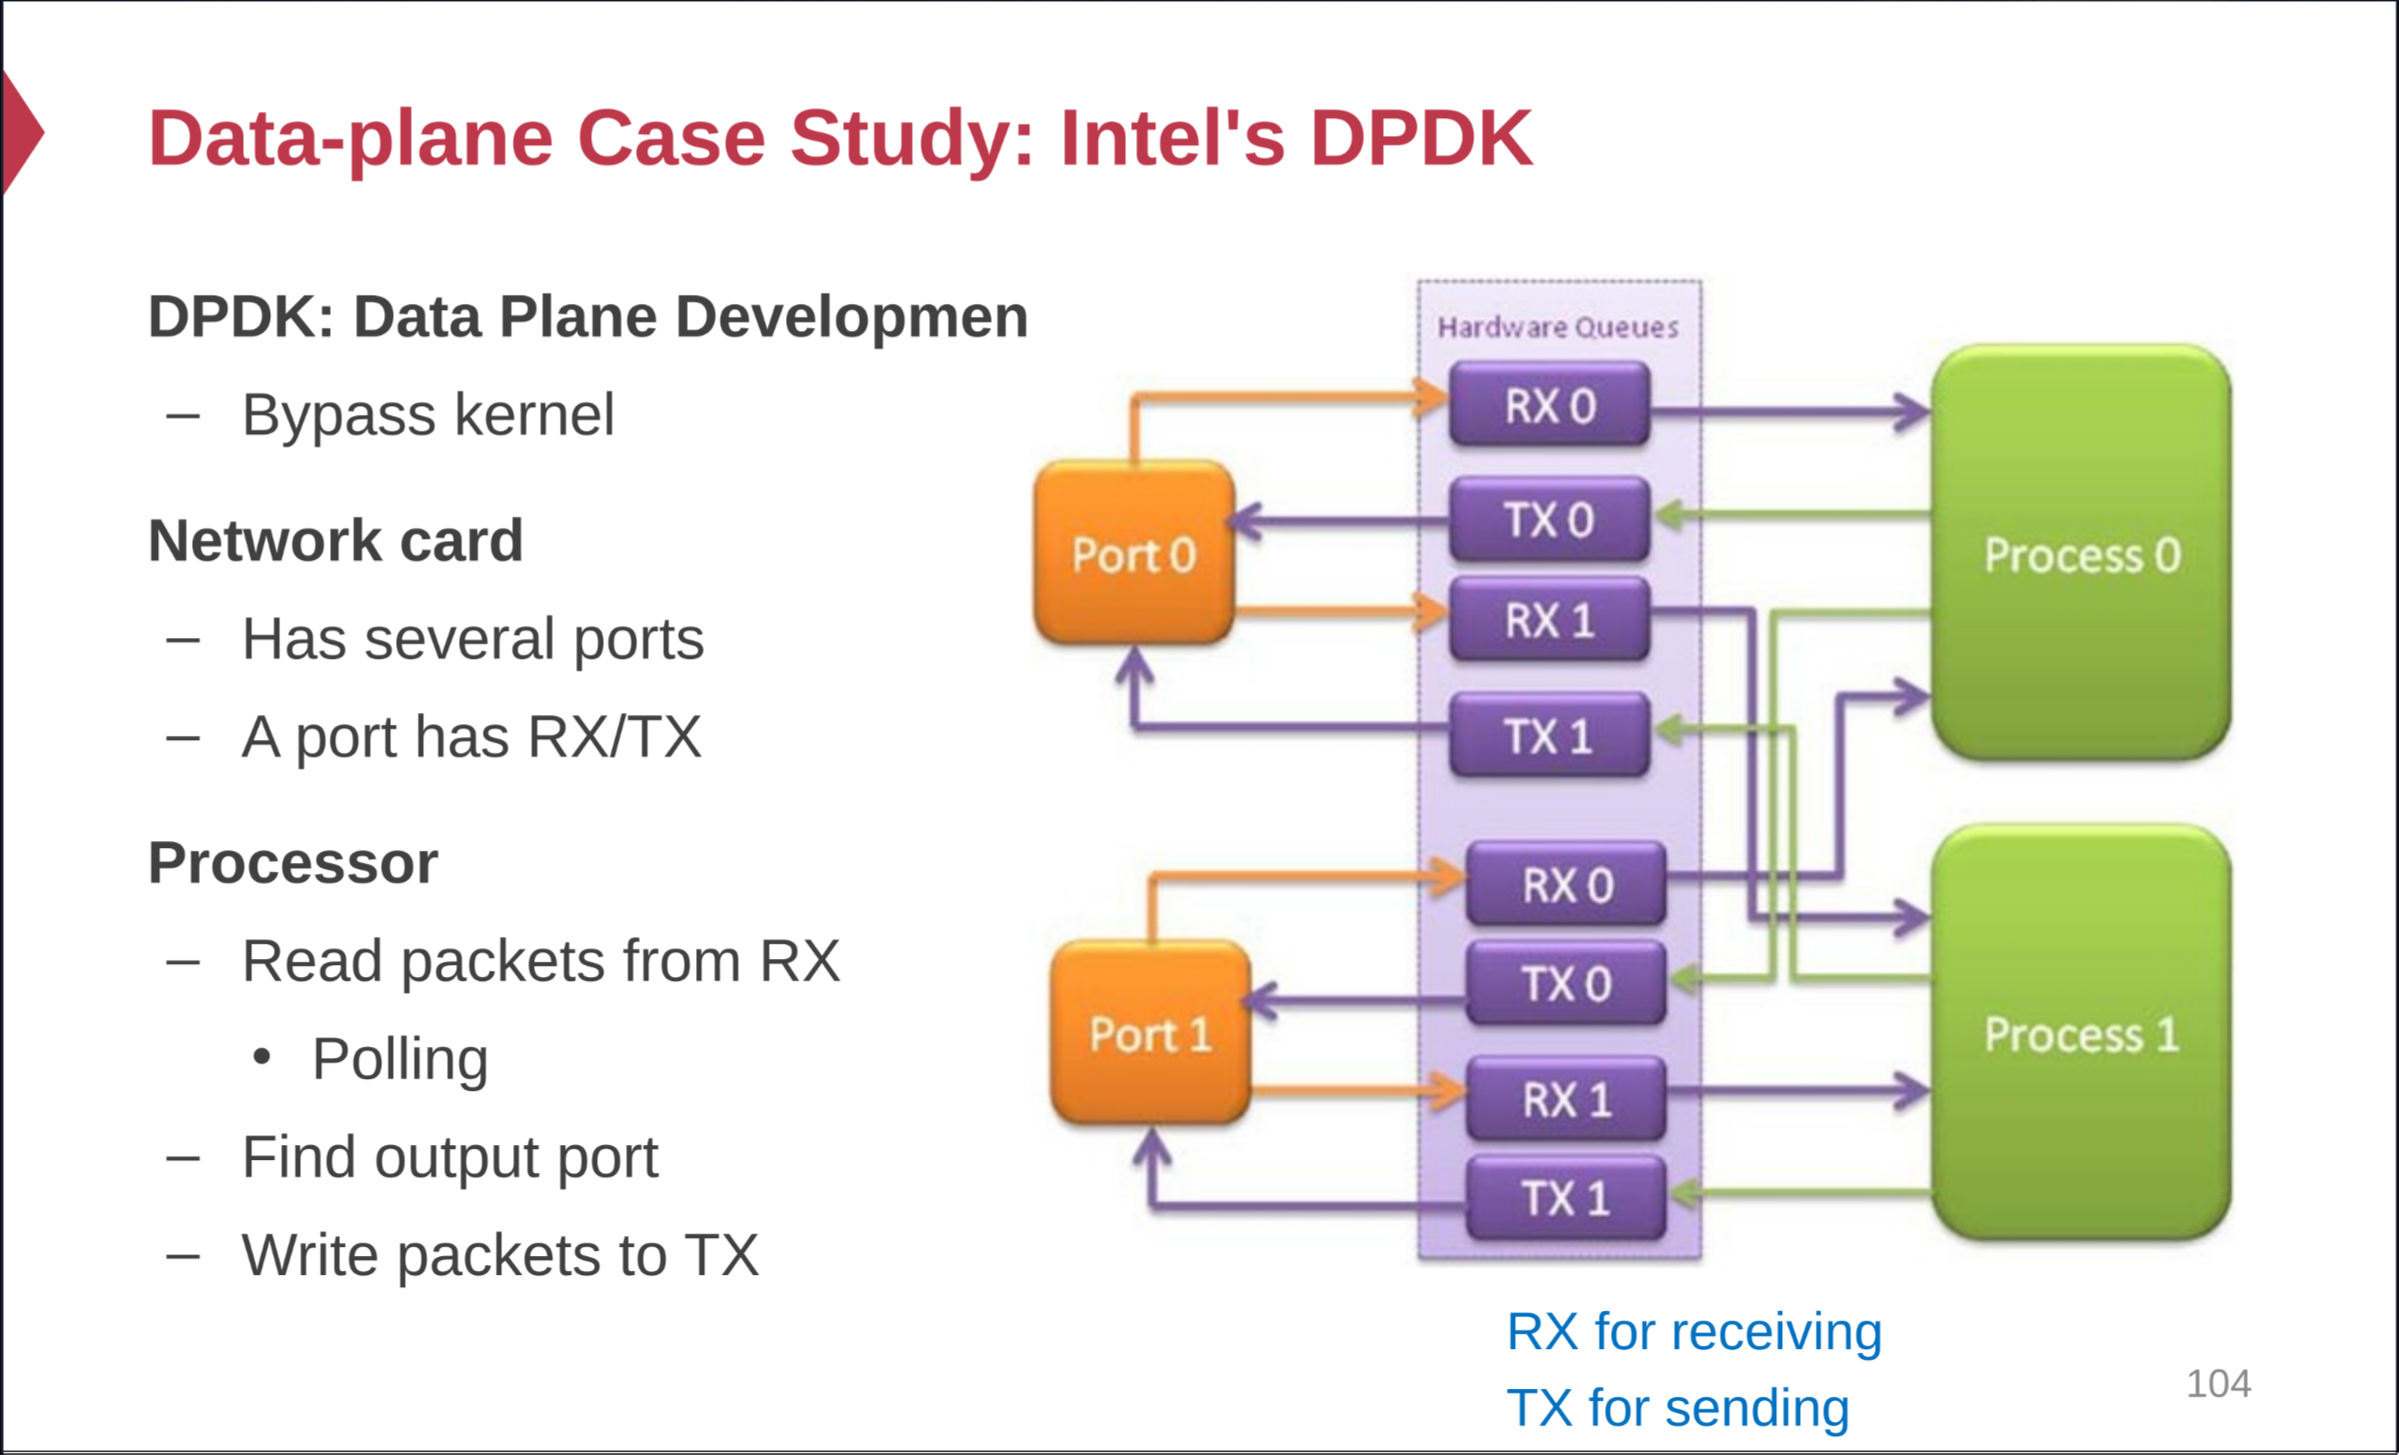 Data-plane Case Study: Intel's DPDK
DPDK: Data Plane Developmen
– Bypass kernel
Network card
– Has several ports
– A port has RX/TX
Processor
– Read packets from RX
• Polling
– Find output port
– Write packets to TX
Hardware Queues
RX 0
TX 0
RX 1
TX 1
Port 0
Process 0
RX 0
TX 0
RX 1
TX 1
Port 1
Process 1
RX for receiving
TX for sending
104